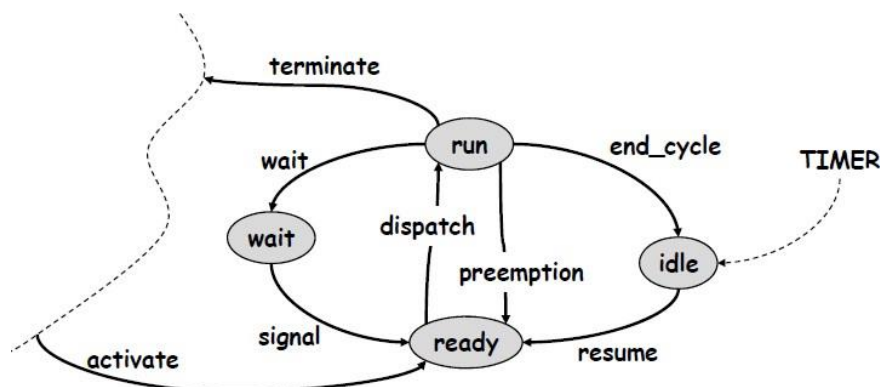 terminate
run
wait
end_cycle
TIMER
wait
dispatch
idle
preemption
signal
ready
resume
activate